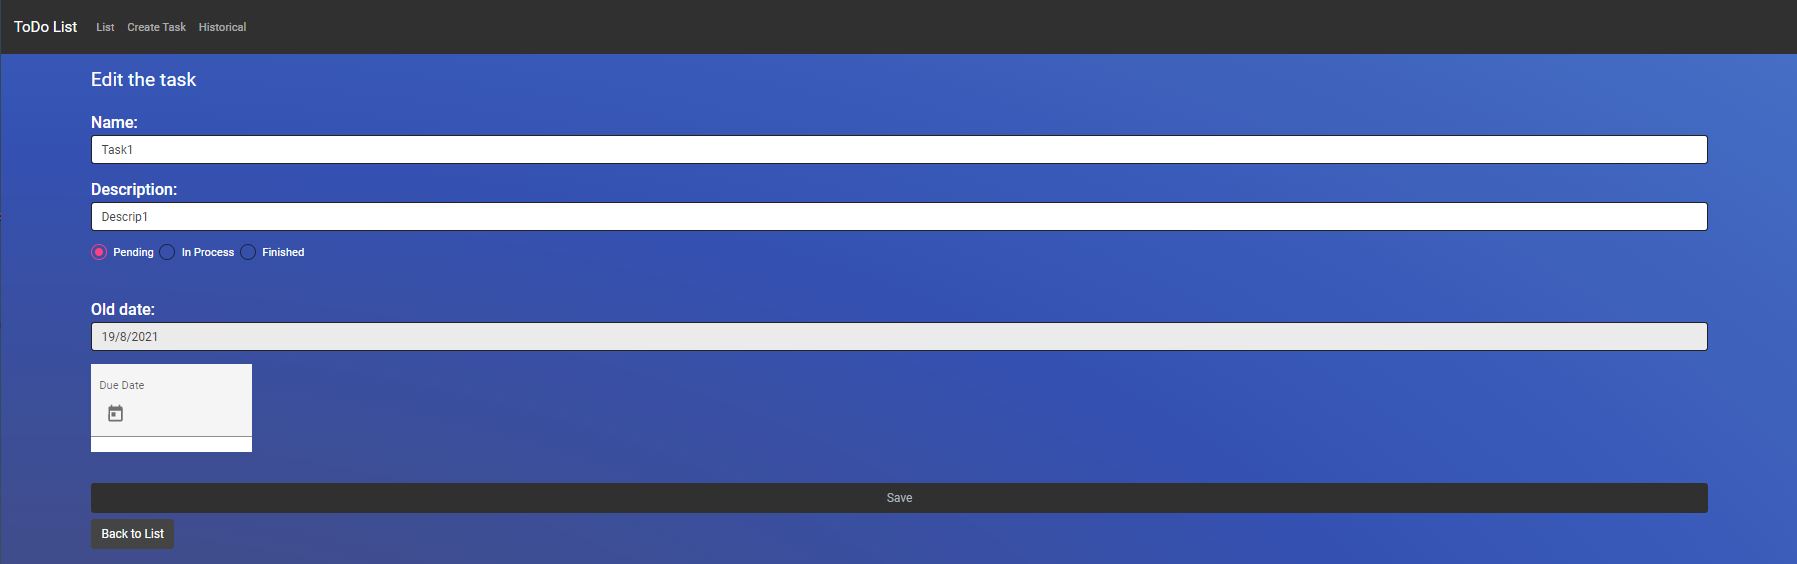 ToDo List List Create Task Historical
Edit the task
Name:
Task1
Description:
Descrip1
Pending In Process Finished
Old date:
19/8/2021
Due Date
Save
Back to List